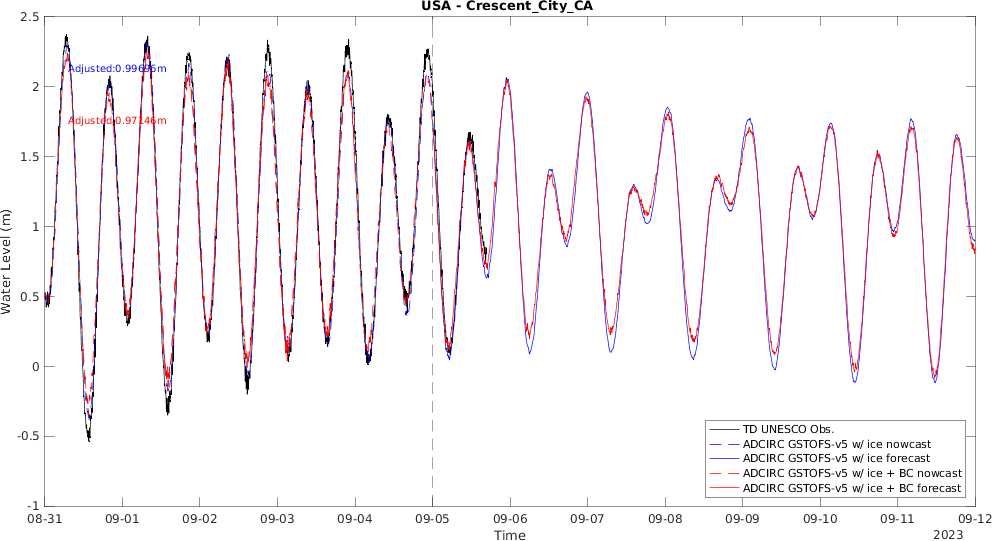 USA - Crescent_City_CA
2.5
2
1.5
1
0.5
0
-0.5
-1
Water Level (m)
Adjusted:0.99696m
Adjusted:0.97146m
TD UNESCO Obs.
ADCIRC GSTOFS-v5 w/ ice nowcast
ADCIRC GSTOFS-v5 w/ ice forecast
ADCIRC GSTOFS-v5 w/ ice + BC nowcast
ADCIRC GSTOFS-v5 w/ ice + BC forecast
08-31 09-01 09-02 09-03 09-04 09-05 09-06 09-07 09-08 09-09 09-10 09-11 09-12
Time
2023